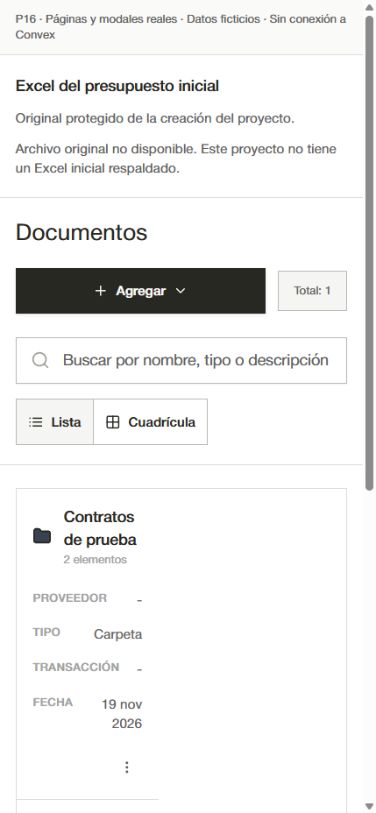 P16 · Páginas y modales reales · Datos ficticios · Sin conexión a
Convex
Excel del presupuesto inicial
Original protegido de la creación del proyecto.
Archivo original no disponible. Este proyecto no tiene
un Excel inicial respaldado.
Documentos
+ Agregar
Total: 1
Buscar por nombre, tipo o descripción
Lista
Cuadrícula
Contratos
de prueba
2 elementos
PROVEEDOR -
TIPO Carpeta
TRANSACCIÓN -
FECHA 19 nov
2026